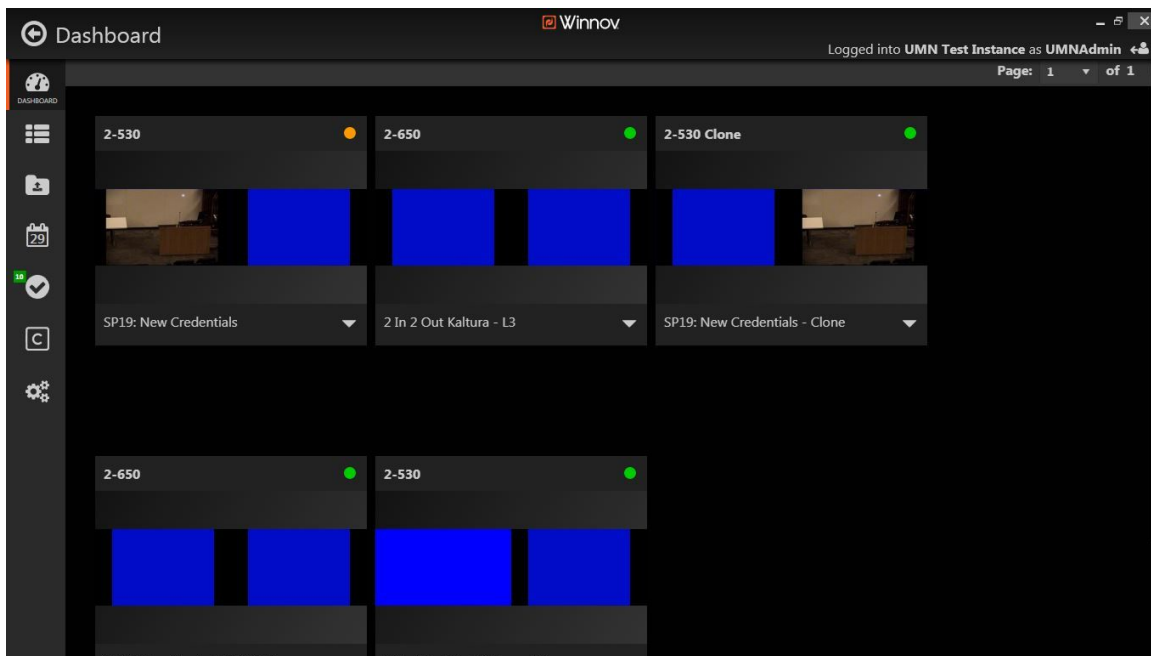 Dashboard
Winnov
Logged into UMN Test Instance as UMNAdmin
Page: 1 of 1
DASHBOARD
2-530
2-650
2-530 Clone
29
10
SP19: New Credentials
2 In 2 Out Kaltura - L3
SP19: New Credentials - Clone
C
2-650
2-530